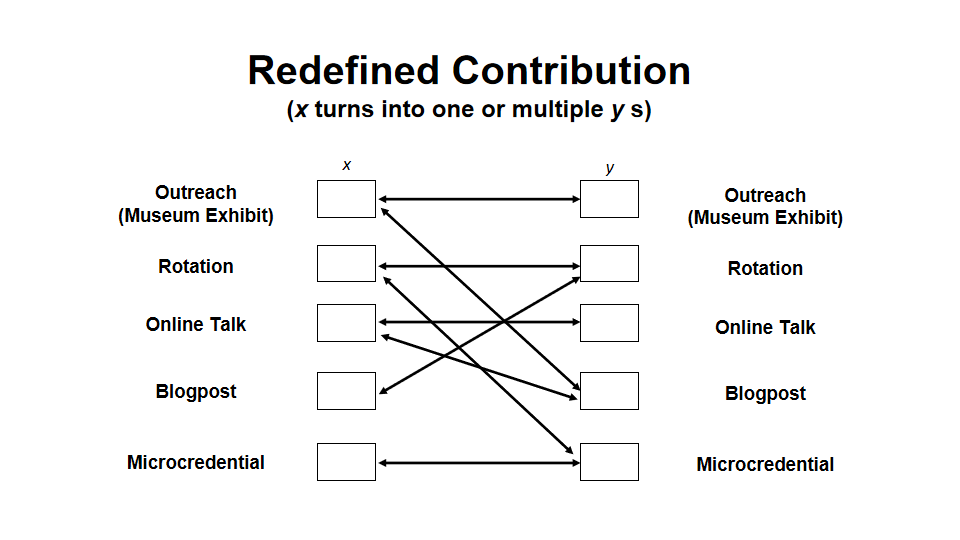 Redefined Contribution
(x turns into one or multiple y s)
x
y
Outreach
(Museum Exhibit)
Outreach
(Museum Exhibit)
Rotation
Rotation
Online Talk
Online Talk
Blogpost
Blogpost
Microcredential
Microcredential